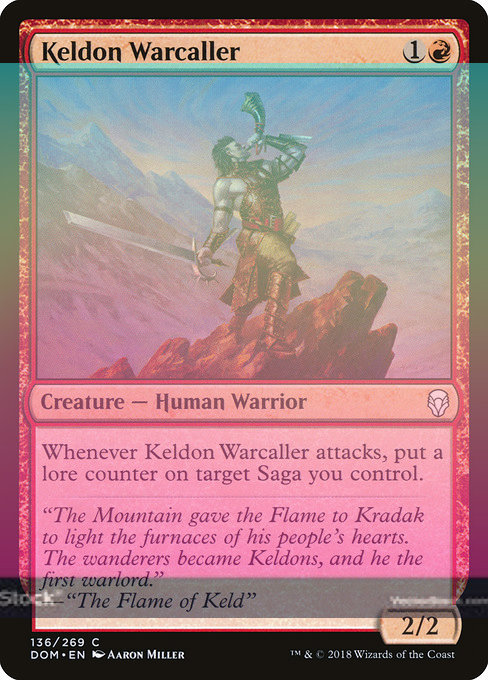 Keldon Warcaller 1
Creature — Human Warrior
Whenever Keldon Warcaller attacks, put a
lore counter on target Saga you control.
“The Mountain gave the Flame to Kradak
to light the furnaces of his people’s hearts.
The wanderers became Keldons, and he the
first warlord.”
Stock
—“The Flame of Keld”
2/2
136/269 C
DOM • EN Aaron Miller
™ & © 2018 Wizards of the Coast